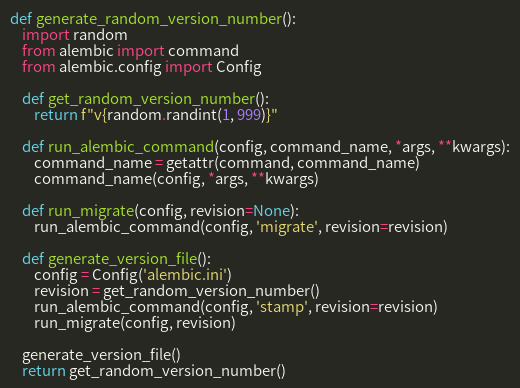 def generate_random_version_number():
    import random
    from alembic import command
    from alembic.config import Config

    def get_random_version_number():
        return f"v{random.randint(1, 999)}"

    def run_alembic_command(config, command_name, *args, **kwargs):
        command_name = getattr(command, command_name)
        command_name(config, *args, **kwargs)

    def run_migrate(config, revision=None):
        run_alembic_command(config, 'migrate', revision=revision)

    def generate_version_file():
        config = Config('alembic.ini')
        revision = get_random_version_number()
        run_alembic_command(config, 'stamp', revision=revision)
        run_migrate(config, revision)

    generate_version_file()
    return get_random_version_number()